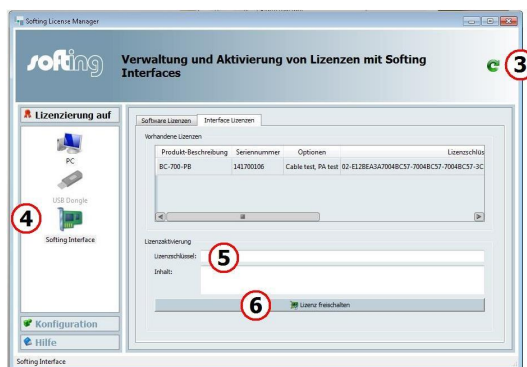 Softing License Manager
softing
Verwaltung und Aktivierung von Lizenzen mit Softing
Interfaces
3
Lizenzierung auf
PC
USB Dongle
4
Softing Interface
Konfiguration
Hilfe
Software Lizenzen Interface Lizenzen
Vorhandene Lizenzen
Produkt-Beschreibung Seriennummer Optionen Lizenzschlüs
BC-700-PB 141700106 Cable test, PA test 02-E12BEA3A7004BC57-7004BC57-7004BC57-3C
Lizenzaktivierung
Lizenzschlüssel:
5
Inhalt:
6
Lizenz freischalten
Softing Interface